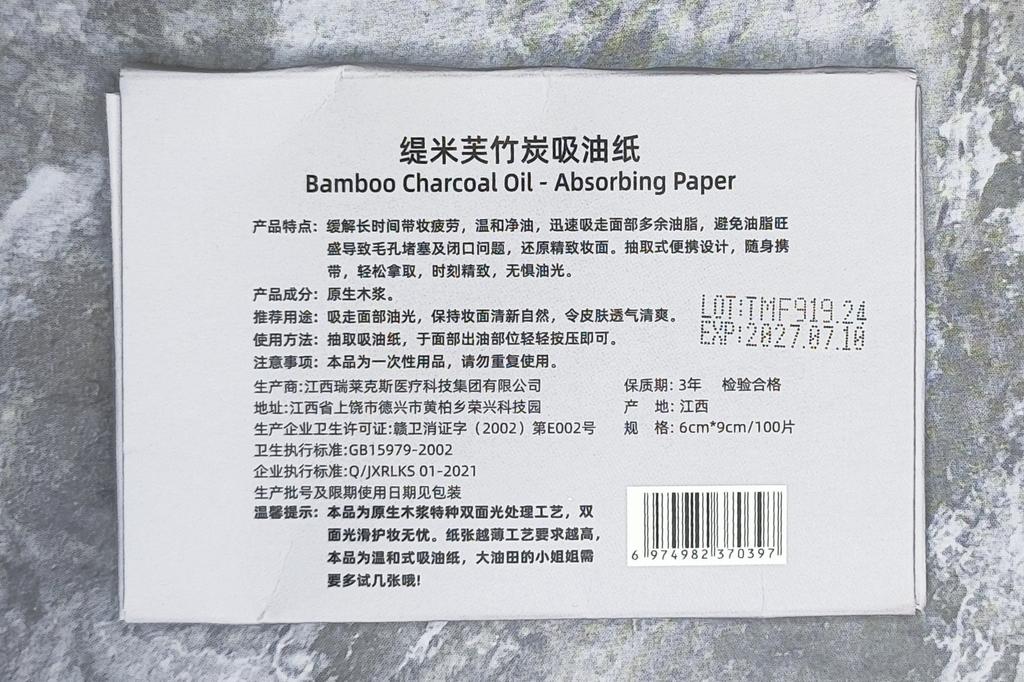 缇米芙竹炭吸油纸
Bamboo Charcoal Oil - Absorbing Paper
产品特点：缓解长时间带妆疲劳，温和净油，迅速吸走面部多余油脂，避免油脂旺
盛导致毛孔堵塞及闭口问题，还原精致妆面。抽取式便携设计，随身携
带，轻松拿取，时刻精致，无惧油光。
产品成分：原生木浆。
推荐用途：吸走面部油光，保持妆面清新自然，令皮肤透气清爽。
使用方法：抽取吸油纸，于面部出油部位轻轻按压即可。
注意事项：本品为一次性用品，请勿重复使用。
LOT:TMF919.24
EXP:2027.07.10
生产商:江西瑞莱克斯医疗科技集团有限公司
地址:江西省上饶市德兴市黄柏乡荣兴科技园
生产企业卫生许可证:赣卫消证字（2002）第E002号
卫生执行标准:GB15979-2002
企业执行标准:Q/JXRLKS 01-2021
生产批号及限期使用日期见包装
保质期: 3年 检验合格
产 地: 江西
规 格: 6cm*9cm/100片
温馨提示：本品为原生木浆特种双面光处理工艺，双
面光滑护妆无忧。纸张越薄工艺要求越高，
本品为温和式吸油纸，大油田的小姐姐需
要多试几张哦!
6 974982 370397